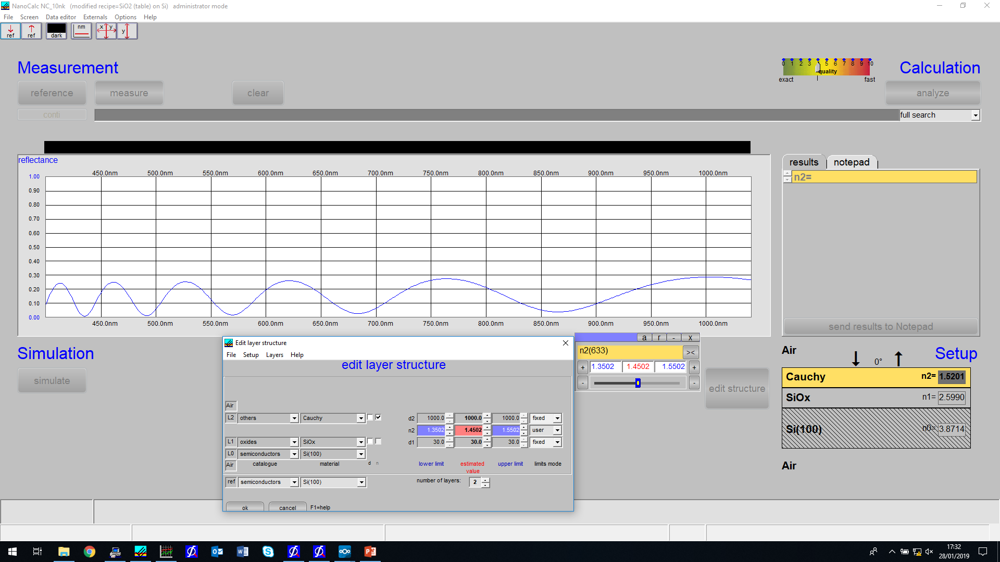 NanoCalc NC_10nk (modified recipe=SiO2 (table) on Si) administrator mode
File Screen Data editor Externals Options Help
ref ref dark nm x y y
Measurement
reference measure clear
conti
0 1 2 3 4 5 6 7 8 9 10
quality
exact fast
Calculation
analyze
full search
reflectance
450.0nm 500.0nm 550.0nm 600.0nm 650.0nm 700.0nm 750.0nm 800.0nm 850.0nm 900.0nm 950.0nm 1000.0nm
1.00
0.90
0.80
0.70
0.60
0.50
0.40
0.30
0.20
0.10
0.00
450.0nm 500.0nm 550.0nm 600.0nm 650.0nm 700.0nm 750.0nm 800.0nm 850.0nm 900.0nm 950.0nm 1000.0nm
results notepad
n2=
send results to Notepad
Simulation
simulate
Edit layer structure
File Setup Layers Help
edit layer structure
Air
L2 others Cauchy d2 1000.0 1000.0 1000.0 fixed
n2 1.3502 1.4502 1.5502 user
L1 oxides SiOx d1 30.0 30.0 30.0 fixed
L0 semiconductors Si(100)
Air catalogue material d n lower limit estimated value upper limit limits mode
ref semiconductors Si(100) number of layers: 2
ok cancel F1=help
a r - x
n2(633) ><
+ 1.3502 1.4502 1.5502 +
- -
edit structure
Air 0° Setup
Cauchy n2= 1.5201
SiOx n1= 2.5990
Si(100) n0= 3.8714
Air
17:32
28/01/2019